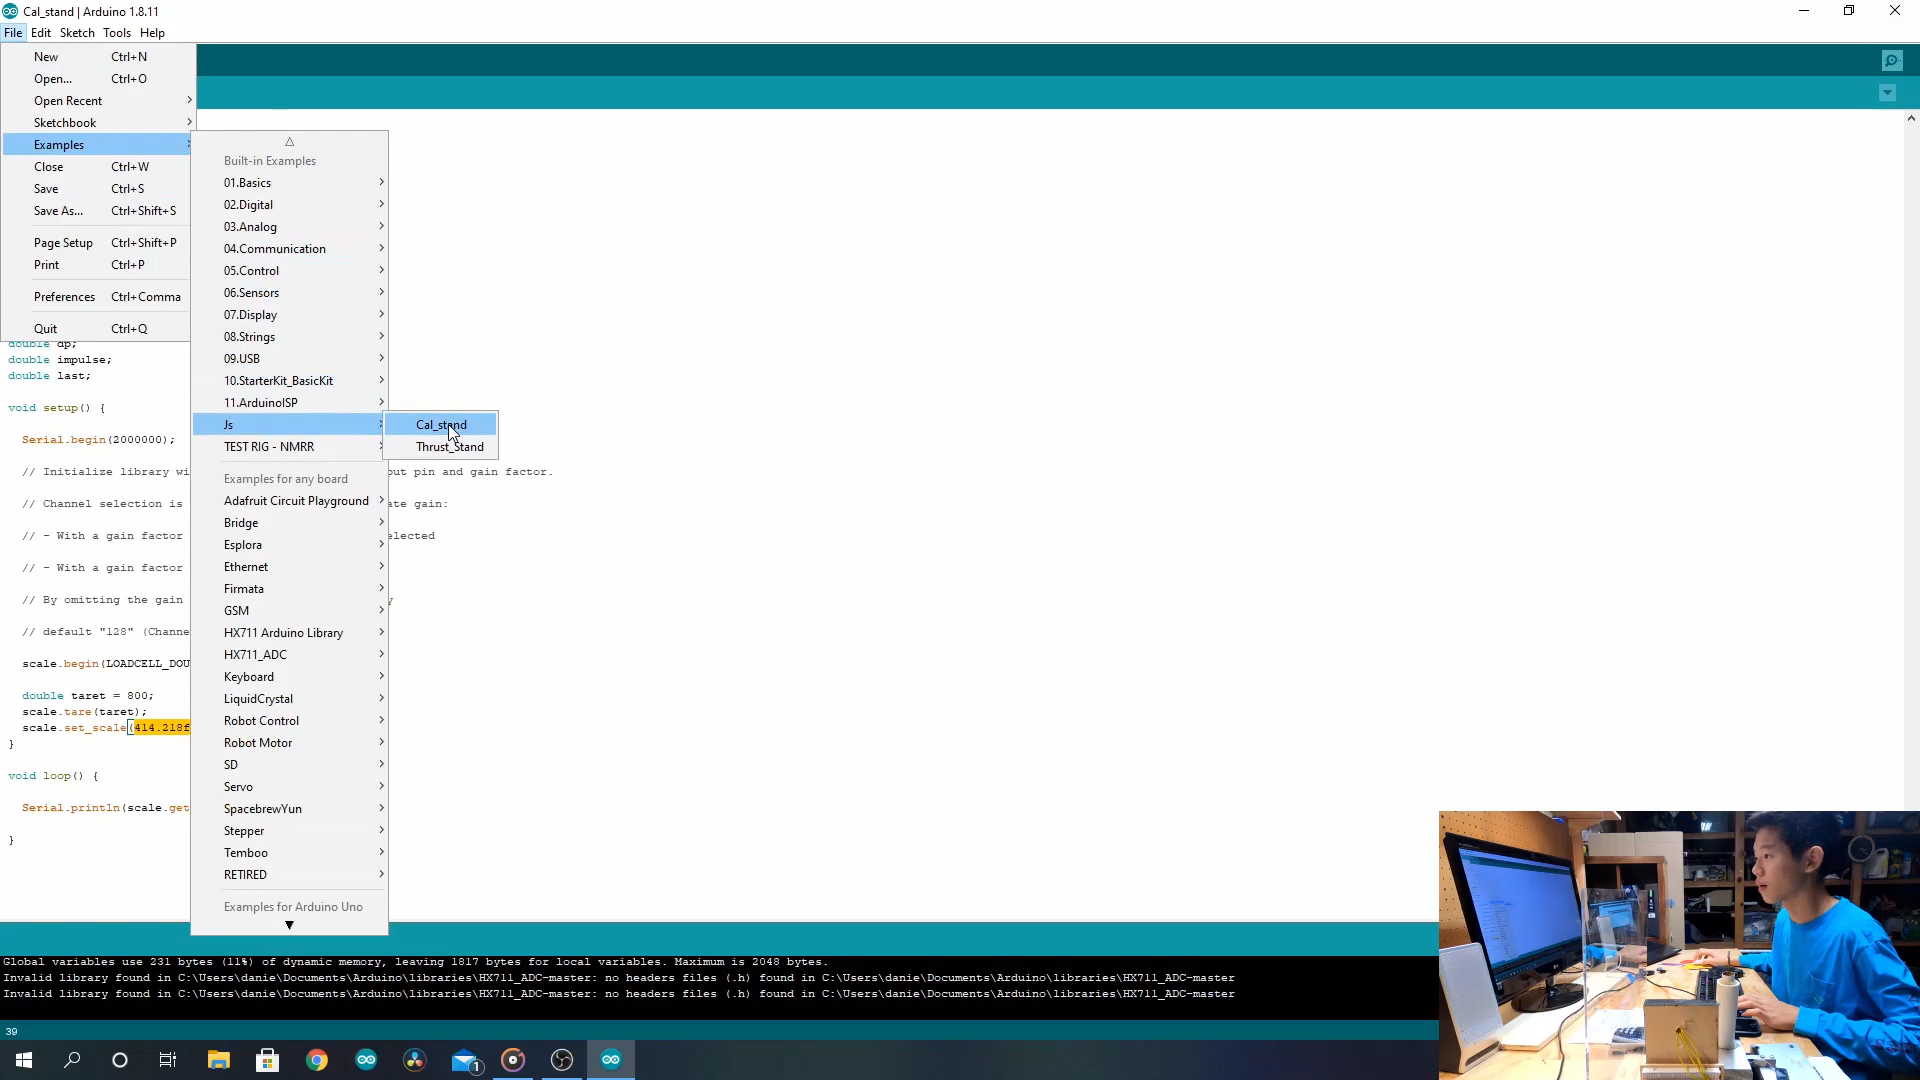 Cal_stand | Arduino 1.8.11
File Edit Sketch Tools Help
New Ctrl+N
Open... Ctrl+O
Open Recent
Sketchbook
Examples
Close Ctrl+W
Save Ctrl+S
Save As... Ctrl+Shift+S
Page Setup Ctrl+Shift+P
Print Ctrl+P
Preferences Ctrl+Comma
Quit Ctrl+Q
Built-in Examples
01.Basics
02.Digital
03.Analog
04.Communication
05.Control
06.Sensors
07.Display
08.Strings
09.USB
10.StarterKit_BasicKit
11.ArduinoISP
Js
TEST RIG - NMRR
Examples for any board
Adafruit Circuit Playground
Bridge
Esplora
Ethernet
Firmata
GSM
HX711 Arduino Library
HX711_ADC
Keyboard
LiquidCrystal
Robot Control
Robot Motor
SD
Servo
SpacebrewYun
Stepper
Temboo
RETIRED
Examples for Arduino Uno
Cal_stand
Thrust_Stand
double dp;
double impulse;
double last;
void setup() {
Serial.begin(2000000);
// Initialize library wi ut pin and gain factor.
// Channel selection is ate gain:
// - With a gain factor elected
// - With a gain factor
// By omitting the gain y
// default "128" (Channe
scale.begin(LOADCELL_DOU
double taret = 800;
scale.tare(taret);
scale.set_scale(414.218f
}
void loop() {
Serial.println(scale.get
}
Global variables use 231 bytes (11%) of dynamic memory, leaving 1817 bytes for local variables. Maximum is 2048 bytes.
Invalid library found in C:\Users\danie\Documents\Arduino\libraries\HX711_ADC-master: no headers files (.h) found in C:\Users\danie\Documents\Arduino\libraries\HX711_ADC-master
Invalid library found in C:\Users\danie\Documents\Arduino\libraries\HX711_ADC-master: no headers files (.h) found in C:\Users\danie\Documents\Arduino\libraries\HX711_ADC-master
39
1